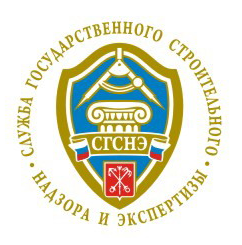 СЛУЖБА ГОСУДАРСТВЕННОГО СТРОИТЕЛЬНОГО
НАДЗОРА И ЭКСПЕРТИЗЫ
СГСНЭ